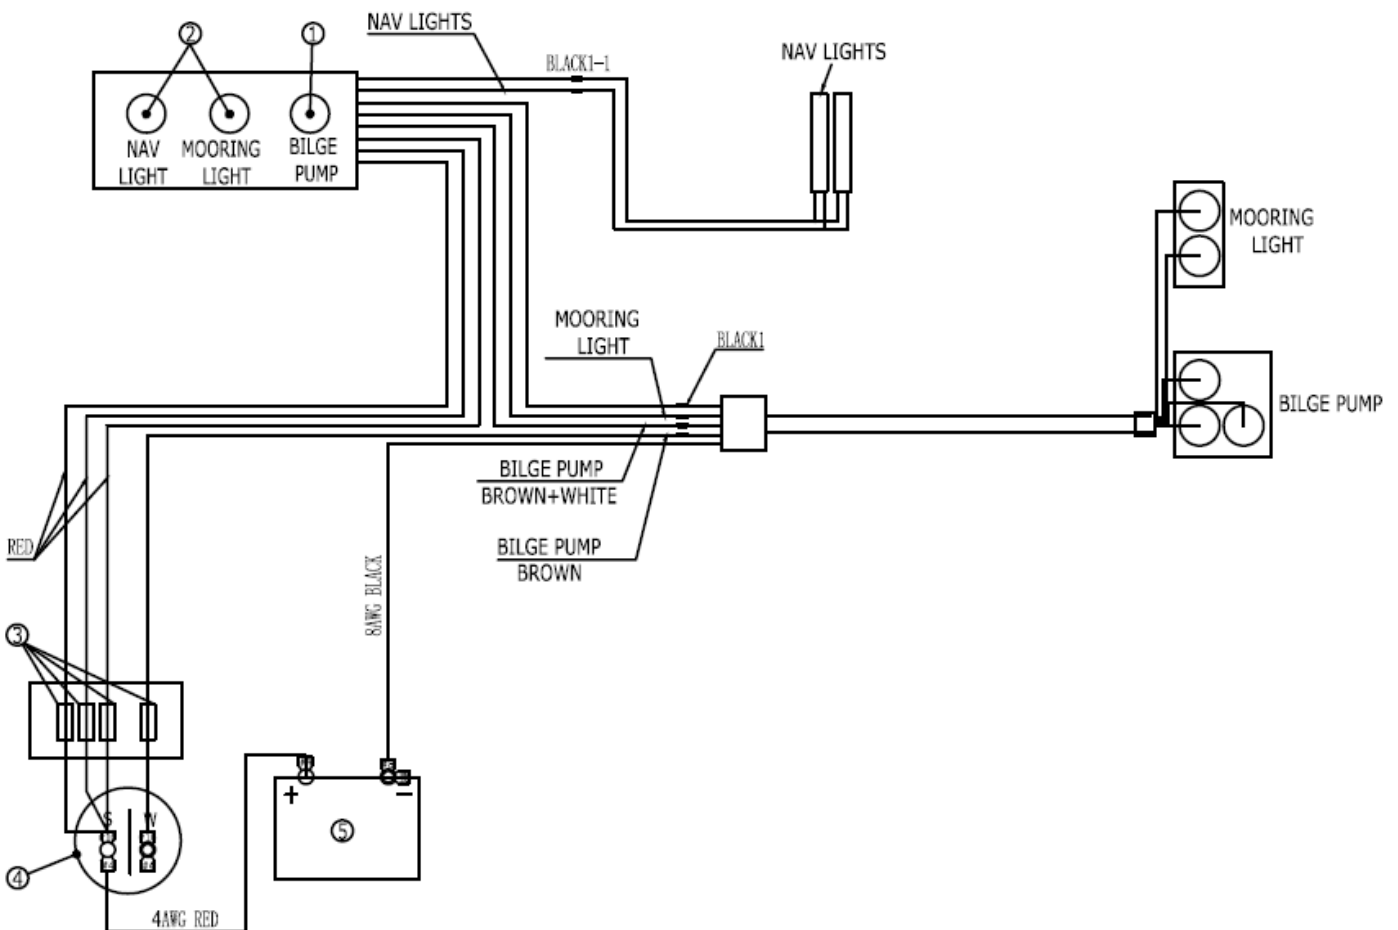 ② ① NAV LIGHTS
BLACK1-1
NAV LIGHTS
NAV
LIGHT
MOORING
LIGHT
BILGE
PUMP
MOORING
LIGHT
MOORING
LIGHT
BLACK1
BILGE PUMP
BILGE PUMP
BROWN+WHITE
BILGE PUMP
BROWN
RED
8AWG BLACK
③
+ −
S W
⑤
④
4AWG RED